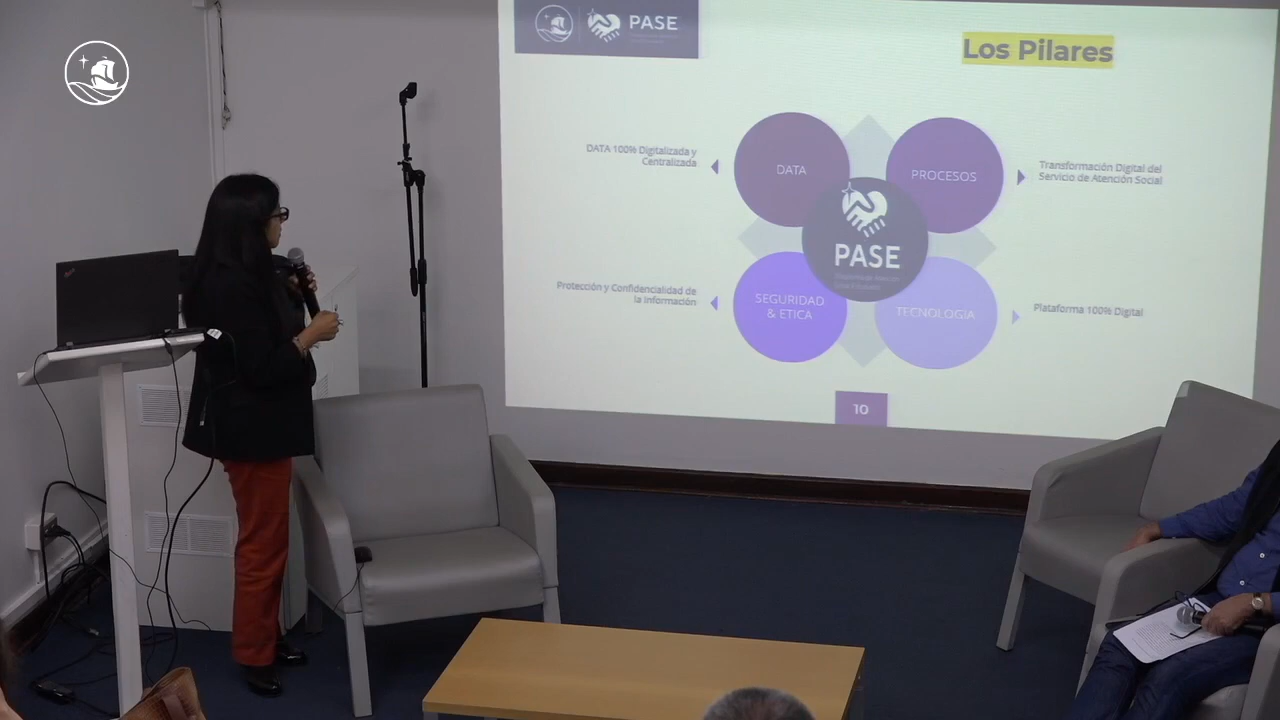 PASE
Los Pilares
DATA 100% Digitalizada y
Centralizada
DATA
PROCESOS
Transformación Digital del
Servicio de Atención Social
PASE
Protección y Confidencialidad de
la Información
SEGURIDAD
& ETICA
TECNOLOGÍA
Plataforma 100% Digital
10